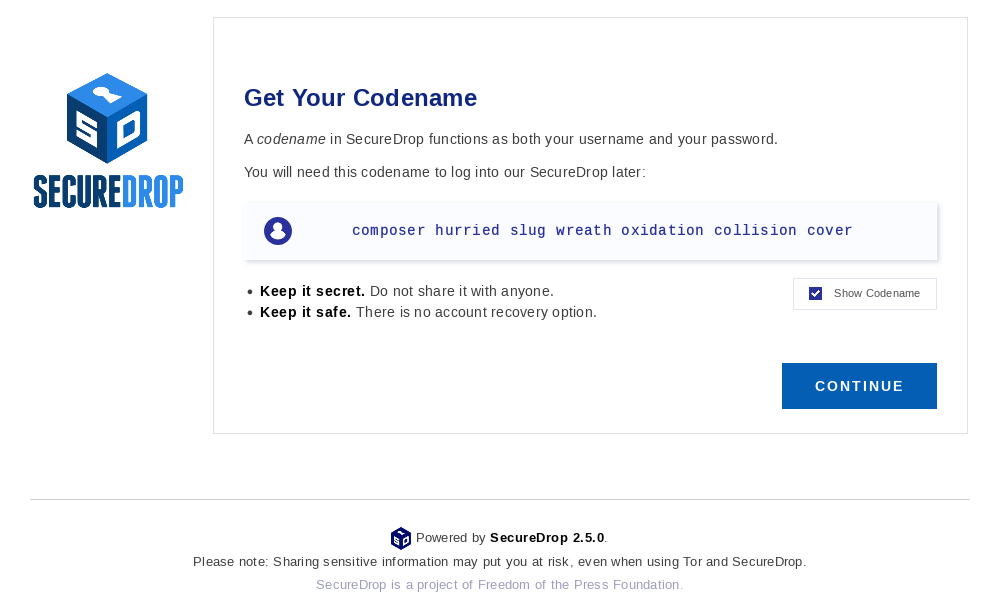 SD
SECUREDROP
Get Your Codename
A codename in SecureDrop functions as both your username and your password.
You will need this codename to log into our SecureDrop later:
composer hurried slug wreath oxidation collision cover
• Keep it secret. Do not share it with anyone.
• Keep it safe. There is no account recovery option.
Show Codename
CONTINUE
Powered by SecureDrop 2.5.0.
Please note: Sharing sensitive information may put you at risk, even when using Tor and SecureDrop.
SecureDrop is a project of Freedom of the Press Foundation.